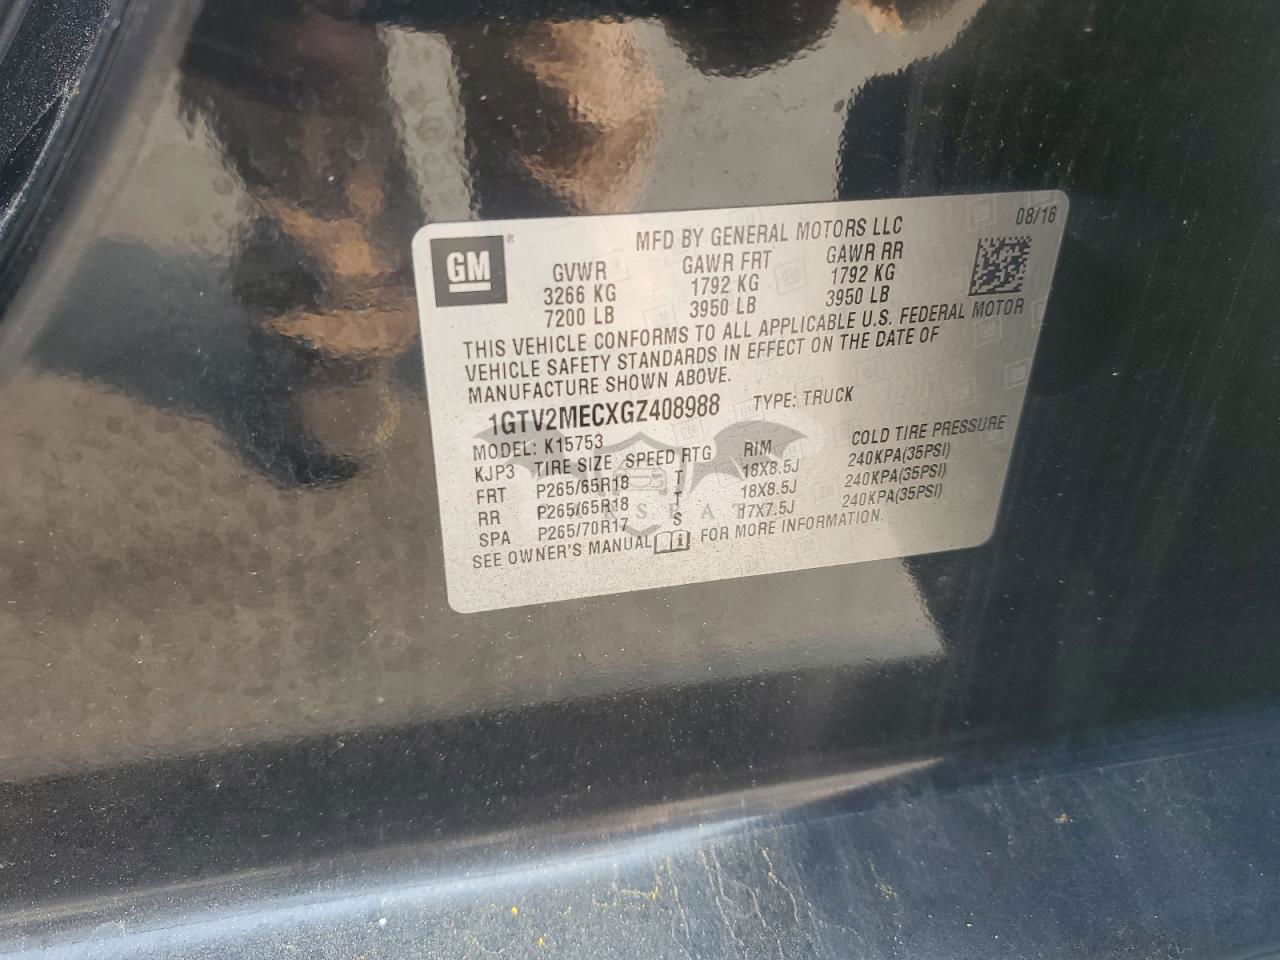 GM
®
MFD BY GENERAL MOTORS LLC
08/16
GVWR GAWR FRT GAWR RR
3266 KG 1792 KG 1792 KG
7200 LB 3950 LB 3950 LB
THIS VEHICLE CONFORMS TO ALL APPLICABLE U.S. FEDERAL MOTOR
VEHICLE SAFETY STANDARDS IN EFFECT ON THE DATE OF
MANUFACTURE SHOWN ABOVE.
1GTV2MECXGZ408988 TYPE: TRUCK
MODEL: K15753
KJP3 TIRE SIZE SPEED RTG RIM COLD TIRE PRESSURE
FRT P265/65R18 T 18X8.5J 240KPA(35PSI)
RR P265/65R18 T 18X8.5J 240KPA(35PSI)
SPA P265/70R17 S 17X7.5J 240KPA(35PSI)
SEE OWNER'S MANUAL i FOR MORE INFORMATION.